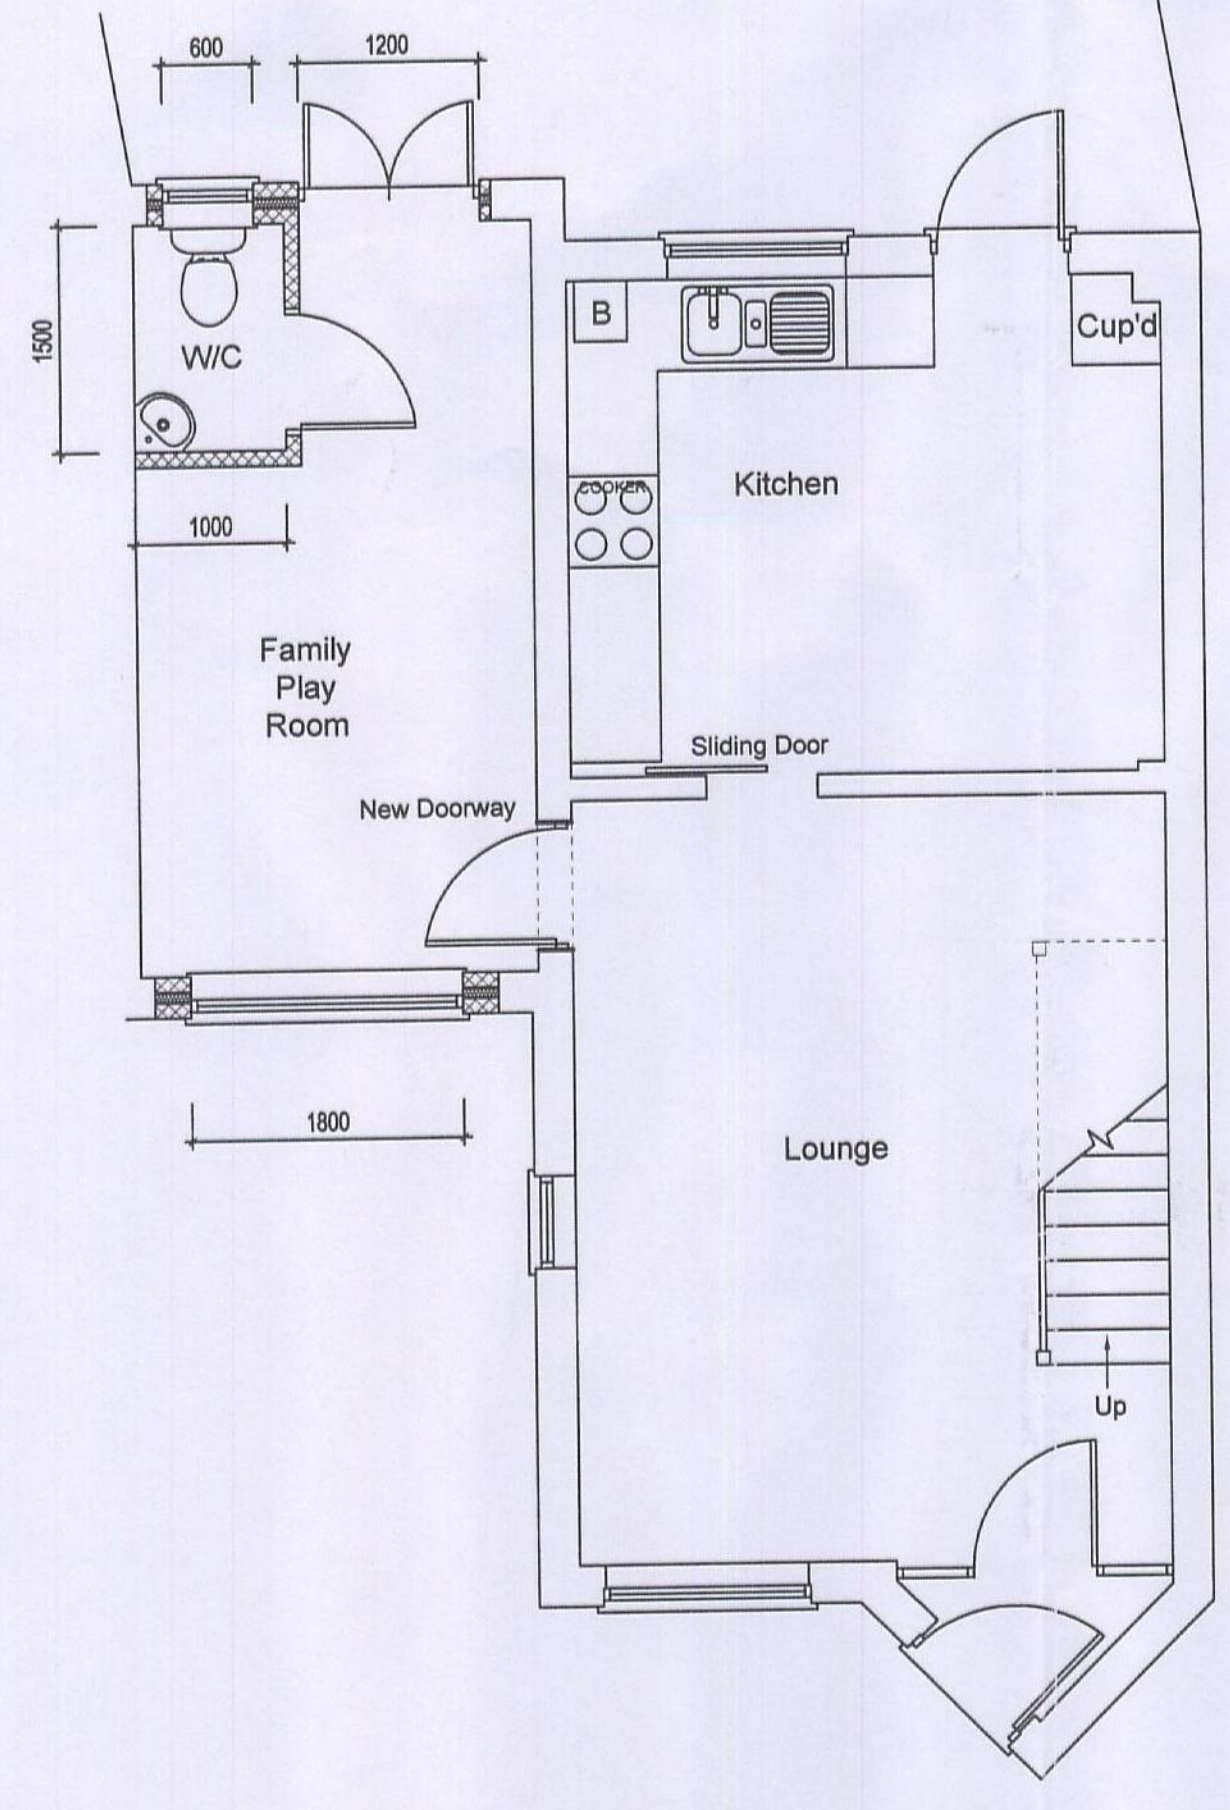 600
1200
1500
W/C
1000
B
Cup'd
COOKER
Kitchen
Family
Play
Room
Sliding Door
New Doorway
1800
Lounge
Up